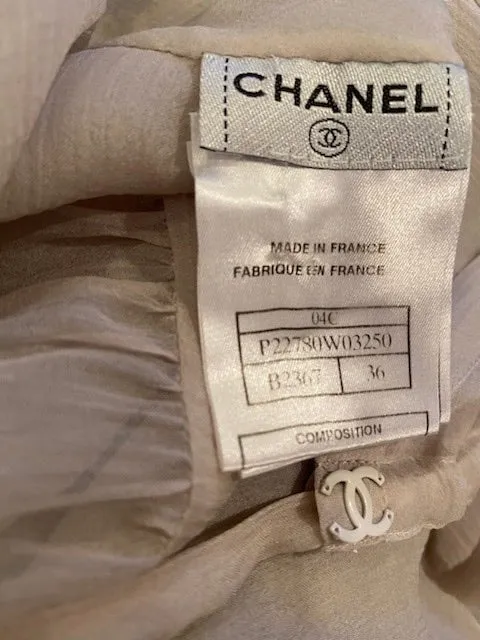 CHANEL
MADE IN FRANCE
FABRIQUE EN FRANCE
04C
P22780W03250
B2367 36
COMPOSITION